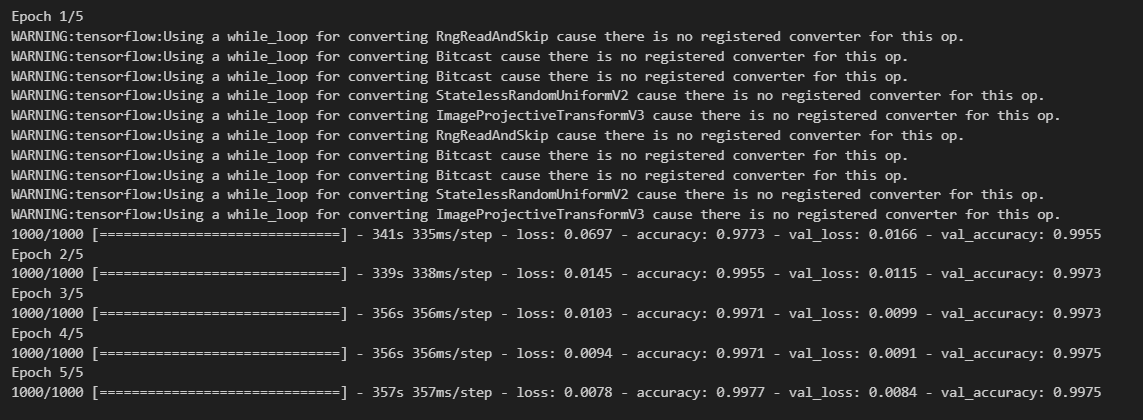 Epoch 1/5
WARNING:tensorflow:Using a while_loop for converting RngReadAndSkip cause there is no registered converter for this op.
WARNING:tensorflow:Using a while_loop for converting Bitcast cause there is no registered converter for this op.
WARNING:tensorflow:Using a while_loop for converting Bitcast cause there is no registered converter for this op.
WARNING:tensorflow:Using a while_loop for converting StatelessRandomUniformV2 cause there is no registered converter for this op.
WARNING:tensorflow:Using a while_loop for converting ImageProjectiveTransformV3 cause there is no registered converter for this op.
WARNING:tensorflow:Using a while_loop for converting RngReadAndSkip cause there is no registered converter for this op.
WARNING:tensorflow:Using a while_loop for converting Bitcast cause there is no registered converter for this op.
WARNING:tensorflow:Using a while_loop for converting Bitcast cause there is no registered converter for this op.
WARNING:tensorflow:Using a while_loop for converting StatelessRandomUniformV2 cause there is no registered converter for this op.
WARNING:tensorflow:Using a while_loop for converting ImageProjectiveTransformV3 cause there is no registered converter for this op.
1000/1000 [==============================] - 341s 335ms/step - loss: 0.0697 - accuracy: 0.9773 - val_loss: 0.0166 - val_accuracy: 0.9955
Epoch 2/5
1000/1000 [==============================] - 339s 338ms/step - loss: 0.0145 - accuracy: 0.9955 - val_loss: 0.0115 - val_accuracy: 0.9973
Epoch 3/5
1000/1000 [==============================] - 356s 356ms/step - loss: 0.0103 - accuracy: 0.9971 - val_loss: 0.0099 - val_accuracy: 0.9973
Epoch 4/5
1000/1000 [==============================] - 356s 356ms/step - loss: 0.0094 - accuracy: 0.9971 - val_loss: 0.0091 - val_accuracy: 0.9975
Epoch 5/5
1000/1000 [==============================] - 357s 357ms/step - loss: 0.0078 - accuracy: 0.9977 - val_loss: 0.0084 - val_accuracy: 0.9975